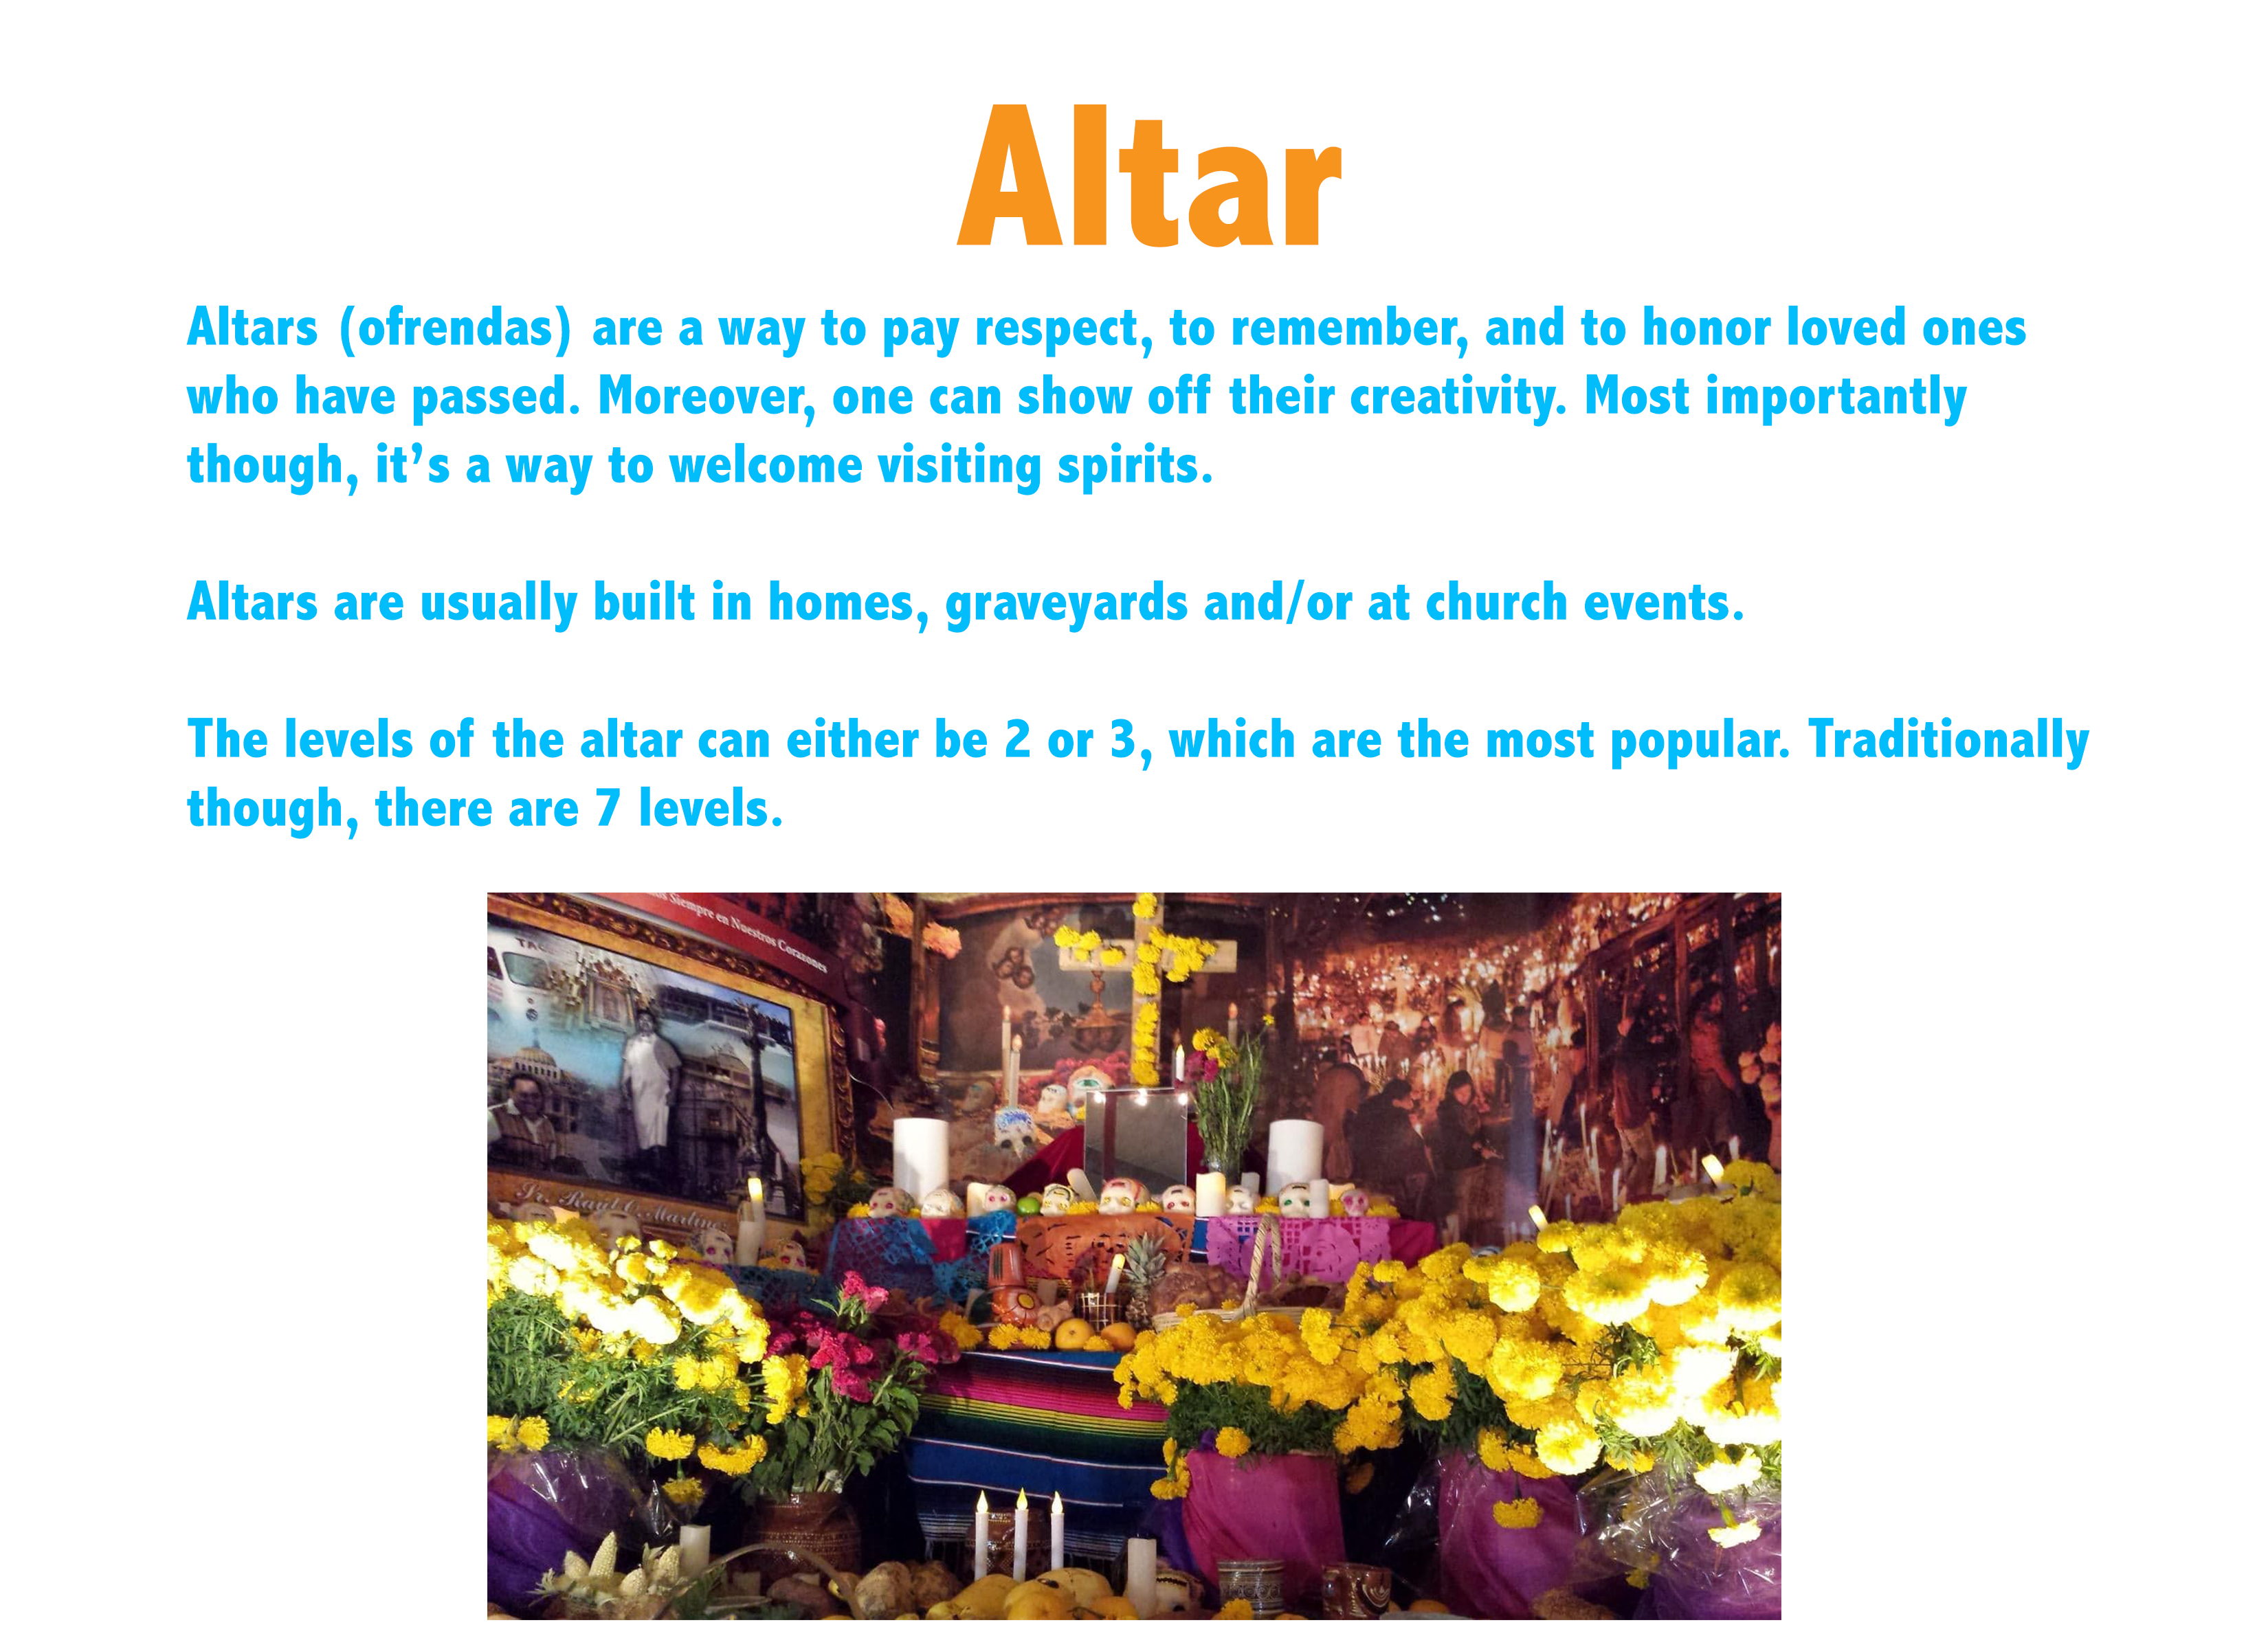 Altar
Altars (ofrendas) are a way to pay respect, to remember, and to honor loved ones
who have passed. Moreover, one can show off their creativity. Most importantly
though, it’s a way to welcome visiting spirits.
Altars are usually built in homes, graveyards and/or at church events.
The levels of the altar can either be 2 or 3, which are the most popular. Traditionally
though, there are 7 levels.
Siempre en Nuestros Corazones